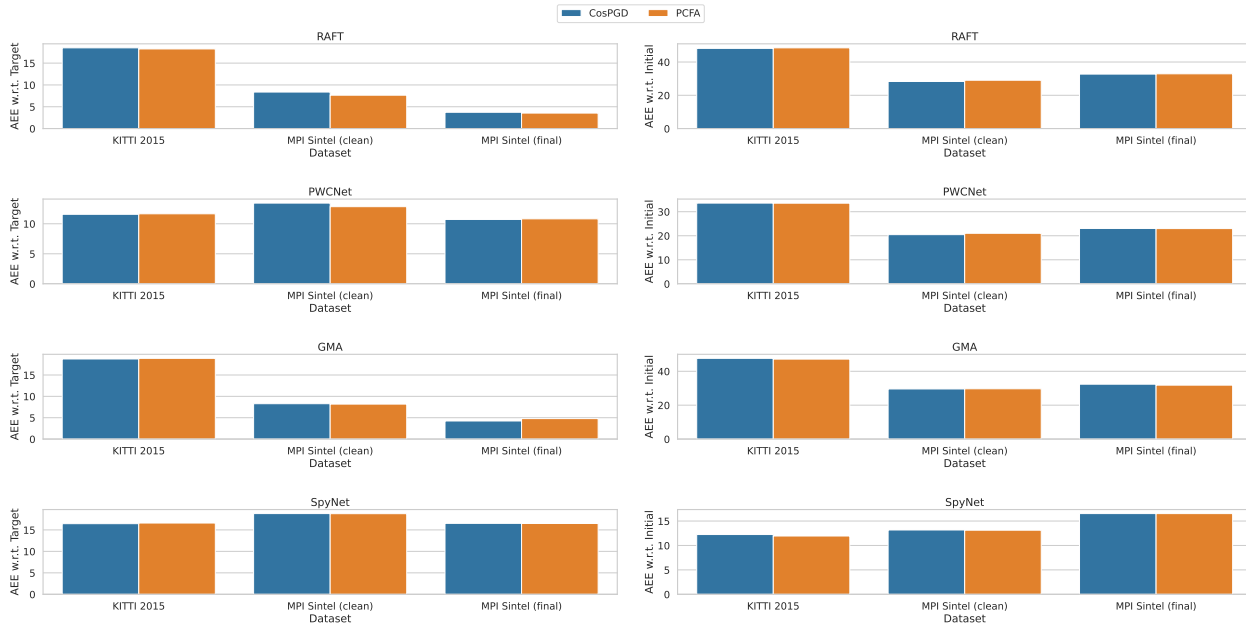 CosPGD PCFA
RAFT
AEE w.r.t. Target
15
10
5
0
KITTI 2015 MPI Sintel (clean) MPI Sintel (final)
Dataset
RAFT
AEE w.r.t. Initial
40
20
0
KITTI 2015 MPI Sintel (clean) MPI Sintel (final)
Dataset
PWCNet
AEE w.r.t. Target
10
5
0
KITTI 2015 MPI Sintel (clean) MPI Sintel (final)
Dataset
PWCNet
AEE w.r.t. Initial
30
20
10
0
KITTI 2015 MPI Sintel (clean) MPI Sintel (final)
Dataset
GMA
AEE w.r.t. Target
15
10
5
0
KITTI 2015 MPI Sintel (clean) MPI Sintel (final)
Dataset
GMA
AEE w.r.t. Initial
40
20
0
KITTI 2015 MPI Sintel (clean) MPI Sintel (final)
Dataset
SpyNet
AEE w.r.t. Target
15
10
5
0
KITTI 2015 MPI Sintel (clean) MPI Sintel (final)
Dataset
SpyNet
AEE w.r.t. Initial
15
10
5
0
KITTI 2015 MPI Sintel (clean) MPI Sintel (final)
Dataset